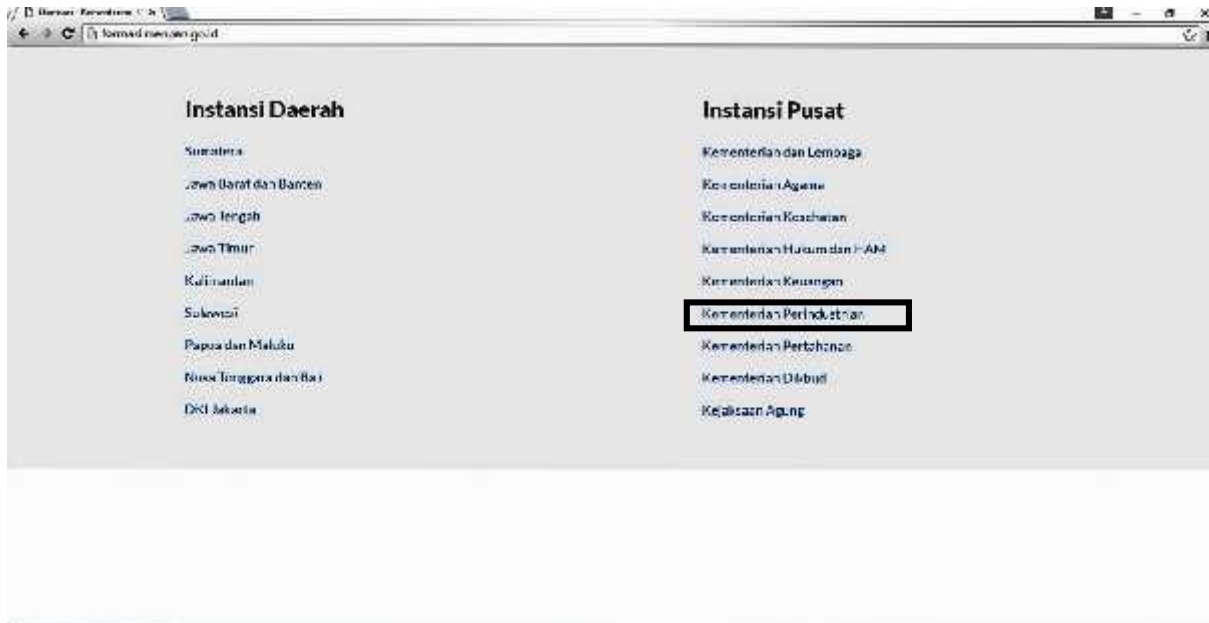 Instansi Daerah
Sumatera
Jawa Barat dan Banten
Jawa Tengah
Jawa Timur
Kalimantan
Sulawesi
Papua dan Maluku
Nusa Tenggara dan Bali
DKI Jakarta
Instansi Pusat
Kementerian dan Lembaga
Kementerian Agama
Kementerian Kesehatan
Kementerian Hukum dan HAM
Kementerian Keuangan
Kementerian Perindustrian
Kementerian Pertahanan
Kementerian Dikbud
Kejaksaan Agung